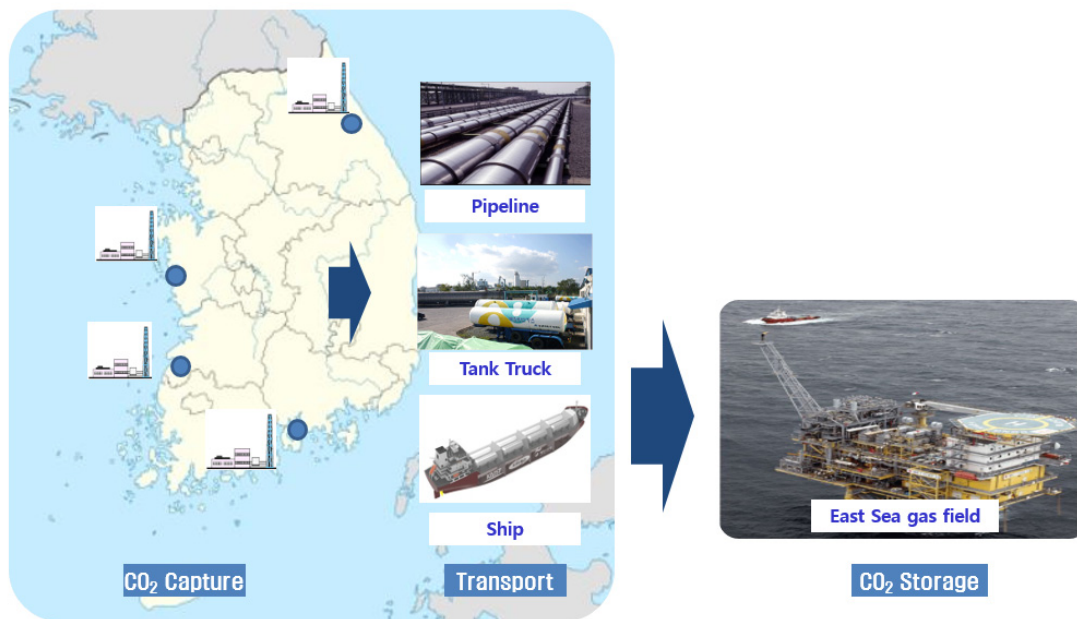 Pipeline
Tank Truck
Ship
East Sea gas field
CO₂ Capture
Transport
CO₂ Storage